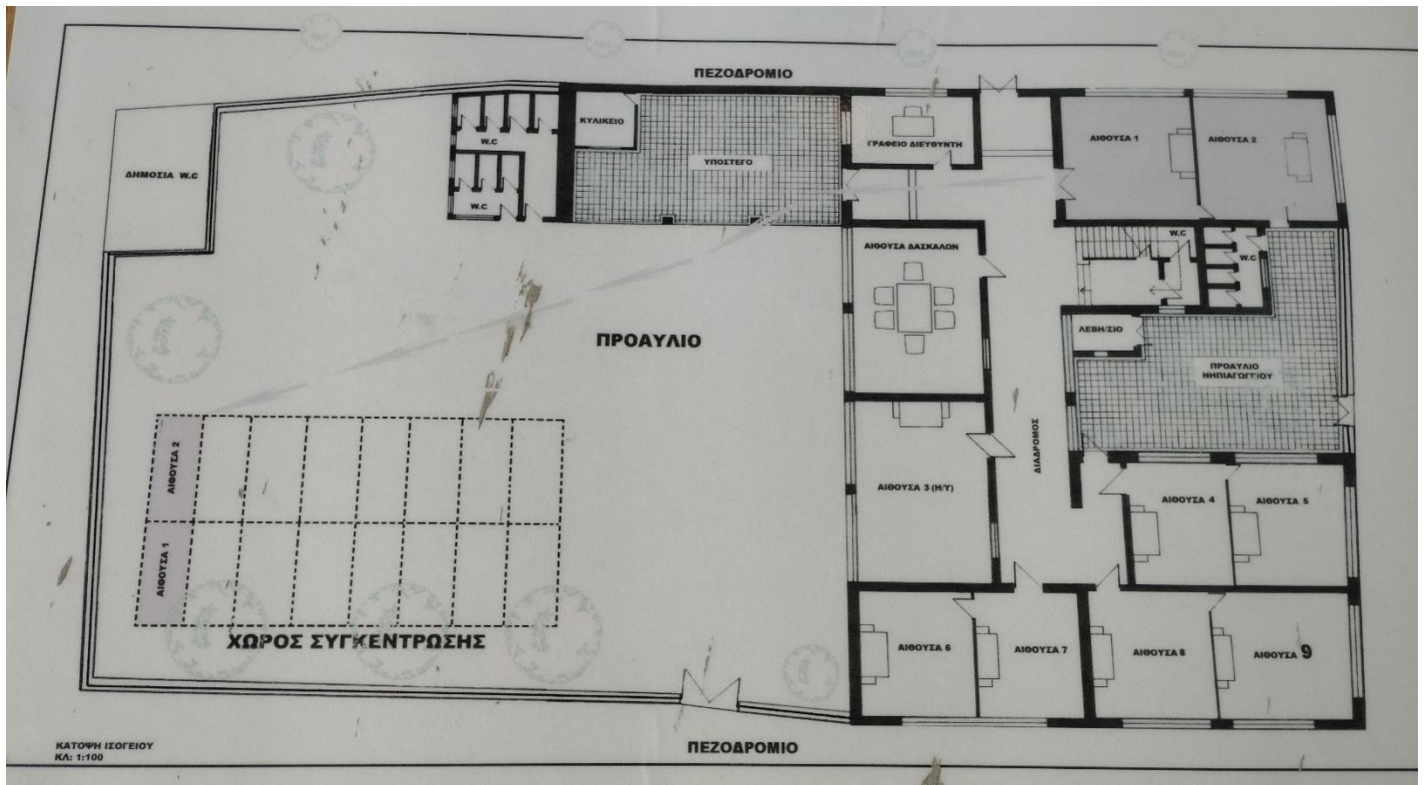 ΠΕΖΟΔΡΟΜΙΟ
ΔΗΜΟΣΙΑ W.C
W.C
W.C
ΚΥΛΙΚΕΙΟ
ΥΠΟΣΤΕΓΟ
ΓΡΑΦΕΙΟ ΔΙΕΥΘΥΝΤΗ
ΑΙΘΟΥΣΑ 1
ΑΙΘΟΥΣΑ 2
ΑΙΘΟΥΣΑ ΔΑΣΚΑΛΩΝ
W.C
W.C
ΛΕΒΗ/ΣΙΟ
ΠΡΟΑΥΛΙΟ
ΠΡΟΑΥΛΙΟ
ΝΗΠΙΑΓΩΓΕΙΟΥ
ΔΙΑΔΡΟΜΟΣ
ΑΙΘΟΥΣΑ 2
ΑΙΘΟΥΣΑ 1
ΧΩΡΟΣ ΣΥΓΚΕΝΤΡΩΣΗΣ
ΑΙΘΟΥΣΑ 3 (Η/Υ)
ΑΙΘΟΥΣΑ 4
ΑΙΘΟΥΣΑ 5
ΑΙΘΟΥΣΑ 6
ΑΙΘΟΥΣΑ 7
ΑΙΘΟΥΣΑ 8
ΑΙΘΟΥΣΑ 9
ΚΑΤΟΨΗ ΙΣΟΓΕΙΟΥ
ΚΛ: 1:100
ΠΕΖΟΔΡΟΜΙΟ